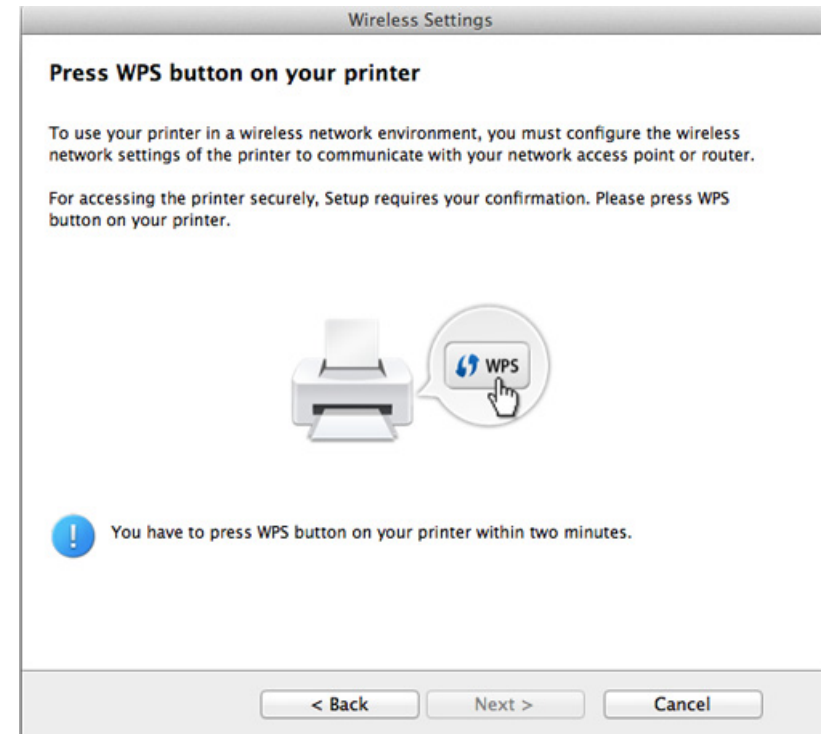 Wireless Settings
Press WPS button on your printer
To use your printer in a wireless network environment, you must configure the wireless
network settings of the printer to communicate with your network access point or router.
For accessing the printer securely, Setup requires your confirmation. Please press WPS
button on your printer.
WPS
You have to press WPS button on your printer within two minutes.
< Back
Next >
Cancel